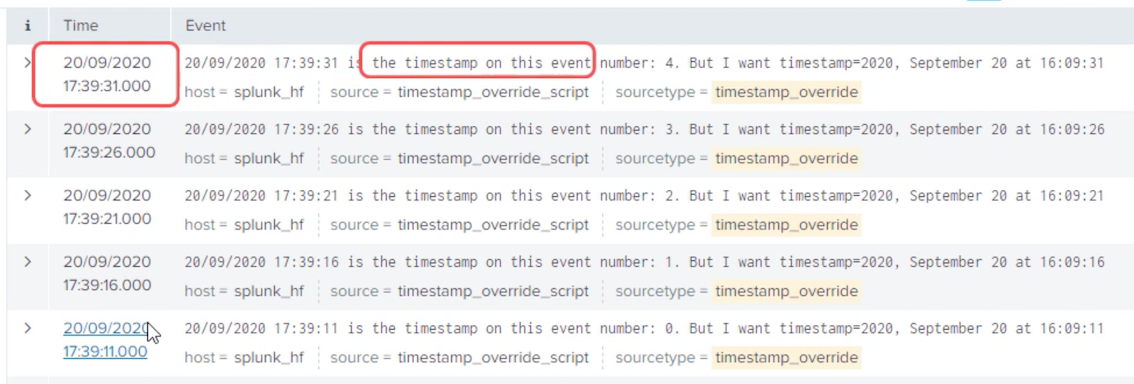 i Time Event
20/09/2020 20/09/2020 17:39:31 is the timestamp on this event number: 4. But I want timestamp=2020, September 20 at 16:09:31
17:39:31.000 host = splunk_hf source = timestamp_override_script sourcetype = timestamp_override
20/09/2020 20/09/2020 17:39:26 is the timestamp on this event number: 3. But I want timestamp=2020, September 20 at 16:09:26
17:39:26.000 host = splunk_hf source = timestamp_override_script sourcetype = timestamp_override
20/09/2020 20/09/2020 17:39:21 is the timestamp on this event number: 2. But I want timestamp=2020, September 20 at 16:09:21
17:39:21.000 host = splunk_hf source = timestamp_override_script sourcetype = timestamp_override
20/09/2020 20/09/2020 17:39:16 is the timestamp on this event number: 1. But I want timestamp=2020, September 20 at 16:09:16
17:39:16.000 host = splunk_hf source = timestamp_override_script sourcetype = timestamp_override
20/09/2020 20/09/2020 17:39:11 is the timestamp on this event number: 0. But I want timestamp=2020, September 20 at 16:09:11
17:39:11.000 host = splunk_hf source = timestamp_override_script sourcetype = timestamp_override